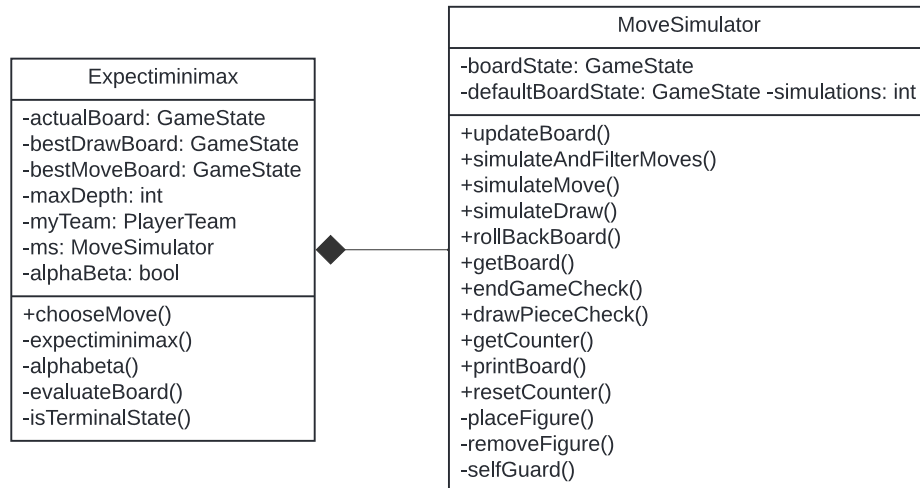 Expectiminimax
-actualBoard: GameState
-bestDrawBoard: GameState
-bestMoveBoard: GameState
-maxDepth: int
-myTeam: PlayerTeam
-ms: MoveSimulator
-alphaBeta: bool
+chooseMove()
-expectiminimax()
-alphabeta()
-evaluateBoard()
-isTerminalState()
MoveSimulator
-boardState: GameState
-defaultBoardState: GameState -simulations: int
+updateBoard()
+simulateAndFilterMoves()
+simulateMove()
+simulateDraw()
+rollBackBoard()
+getBoard()
+endGameCheck()
+drawPieceCheck()
+getCounter()
+printBoard()
+resetCounter()
-placeFigure()
-removeFigure()
-selfGuard()